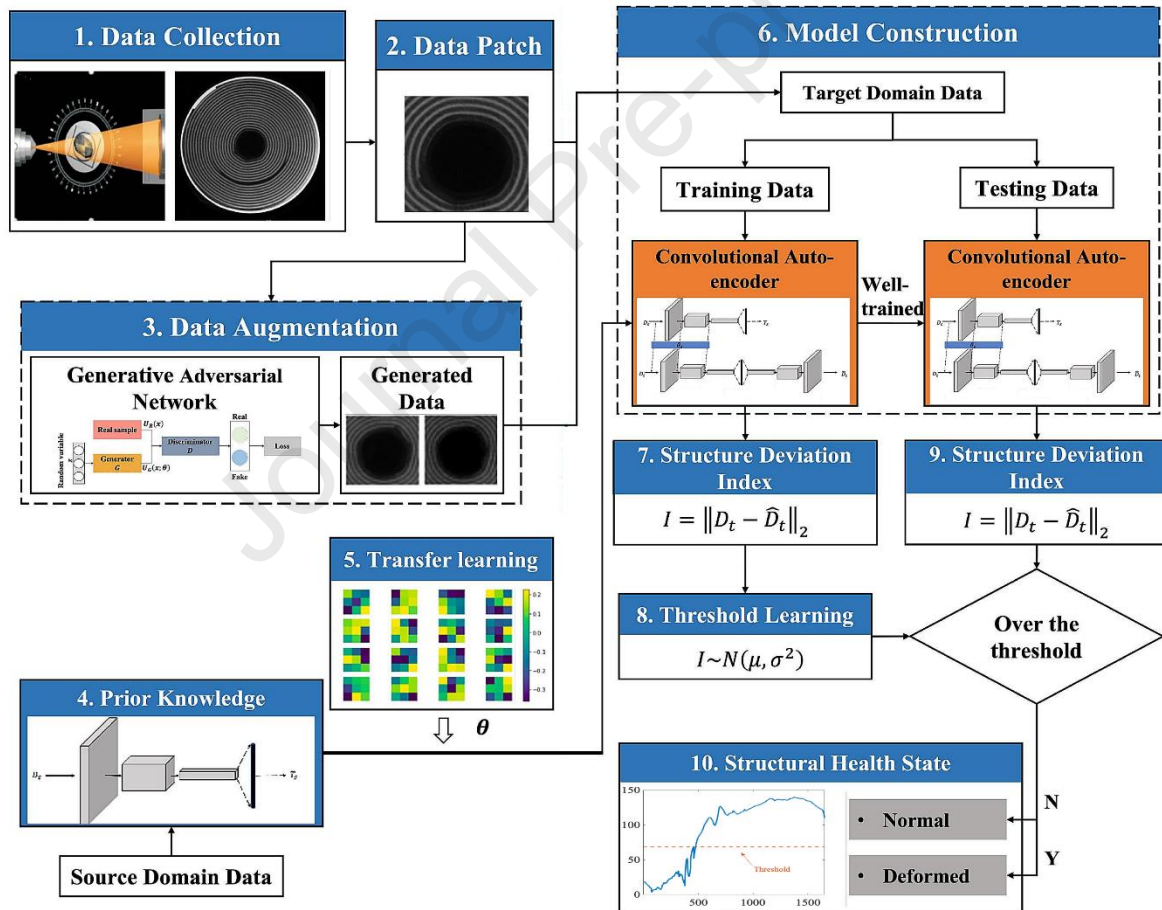 1. Data Collection
2. Data Patch
6. Model Construction
Target Domain Data
Training Data
Testing Data
Convolutional Auto-
encoder
Well-
trained
Convolutional Auto-
encoder
3. Data Augmentation
Generative Adversarial
Network
Generated
Data
Random variable
z
Real sample
U_R(x)
Generator
G
U_G(x; θ)
Discriminator
D
Real
Fake
Loss
7. Structure Deviation
Index
I = ‖D_t − D̂_t‖_2
9. Structure Deviation
Index
I = ‖D_t − D̂_t‖_2
5. Transfer learning
0.2
0.1
0.0
−0.1
−0.2
−0.3
θ
8. Threshold Learning
I~N(μ, σ²)
Over the
threshold
4. Prior Knowledge
Source Domain Data
10. Structural Health State
150
100
50
0
500
1000
1500
Threshold
• Normal
• Deformed
N
Y
Journal Pre-p